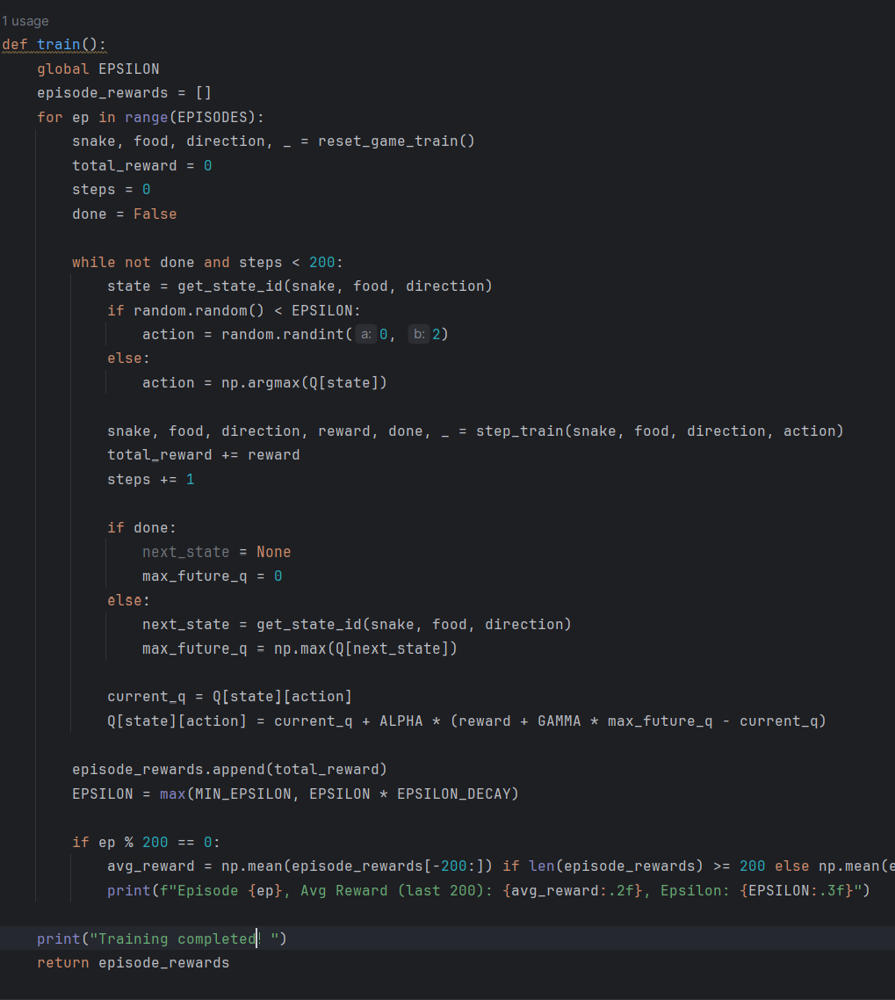 1 usage
def train():
    global EPSILON
    episode_rewards = []
    for ep in range(EPISODES):
        snake, food, direction, _ = reset_game_train()
        total_reward = 0
        steps = 0
        done = False

        while not done and steps < 200:
            state = get_state_id(snake, food, direction)
            if random.random() < EPSILON:
                action = random.randint( a: 0,  b: 2)
            else:
                action = np.argmax(Q[state])

            snake, food, direction, reward, done, _ = step_train(snake, food, direction, action)
            total_reward += reward
            steps += 1

            if done:
                next_state = None
                max_future_q = 0
            else:
                next_state = get_state_id(snake, food, direction)
                max_future_q = np.max(Q[next_state])

            current_q = Q[state][action]
            Q[state][action] = current_q + ALPHA * (reward + GAMMA * max_future_q - current_q)

        episode_rewards.append(total_reward)
        EPSILON = max(MIN_EPSILON, EPSILON * EPSILON_DECAY)

        if ep % 200 == 0:
            avg_reward = np.mean(episode_rewards[-200:]) if len(episode_rewards) >= 200 else np.mean(
            print(f"Episode {ep}, Avg Reward (last 200): {avg_reward:.2f}, Epsilon: {EPSILON:.3f}")

    print("Training completed! ")
    return episode_rewards